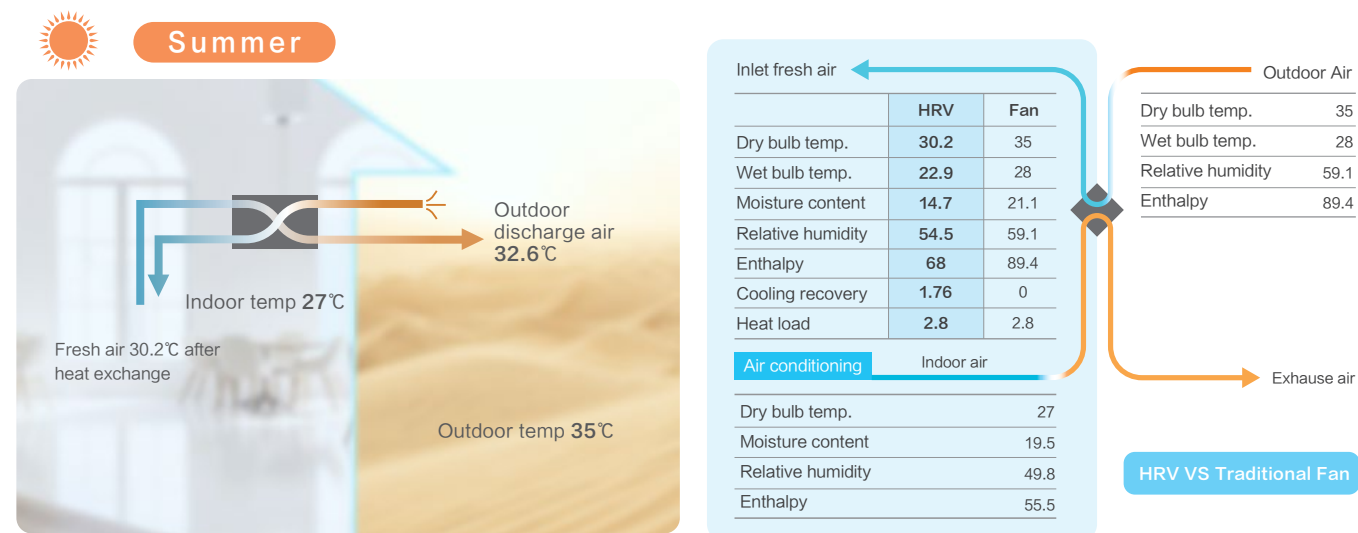 Summer
Outdoor
discharge air
32.6℃
Indoor temp 27℃
Fresh air 30.2℃ after
heat exchange
Outdoor temp 35℃
Inlet fresh air
HRV Fan
Dry bulb temp. 30.2 35
Wet bulb temp. 22.9 28
Moisture content 14.7 21.1
Relative humidity 54.5 59.1
Enthalpy 68 89.4
Cooling recovery 1.76 0
Heat load 2.8 2.8
Air conditioning Indoor air
Dry bulb temp. 27
Moisture content 19.5
Relative humidity 49.8
Enthalpy 55.5
Outdoor Air
Dry bulb temp. 35
Wet bulb temp. 28
Relative humidity 59.1
Enthalpy 89.4
Exhause air
HRV VS Traditional Fan